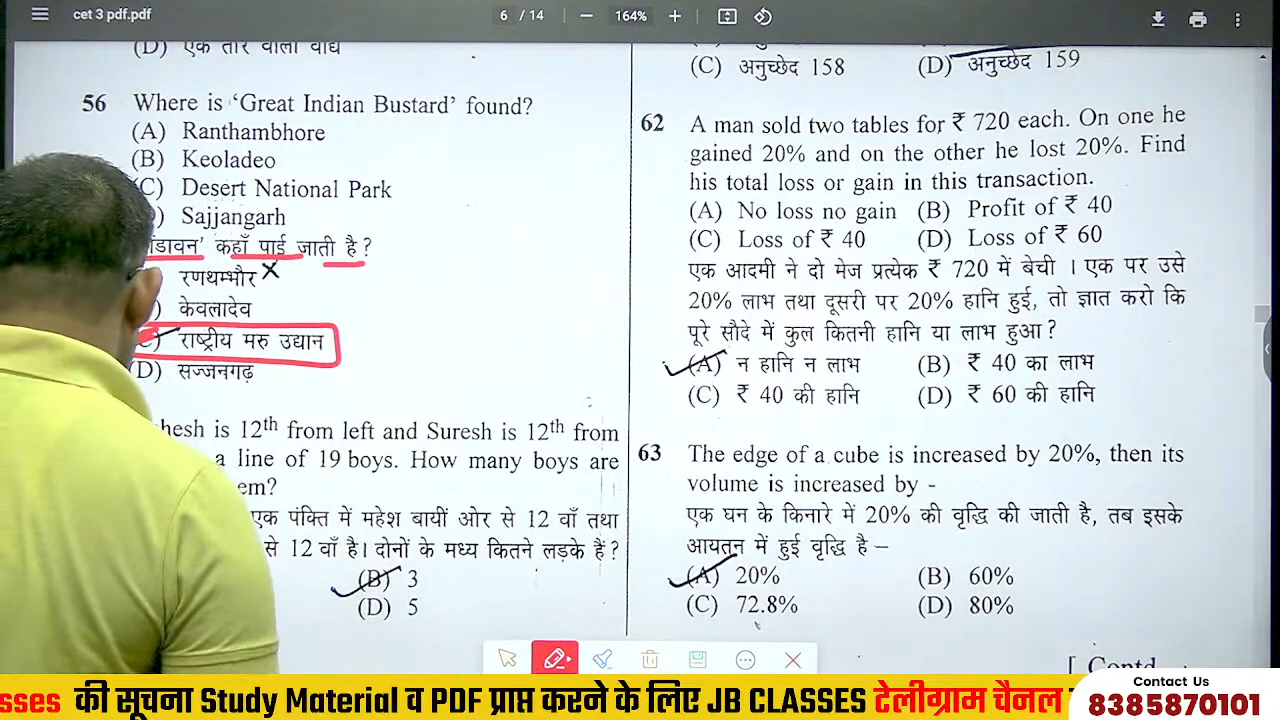 cet 3 pdf.pdf
6 / 14
164%
(D) एक तार वाला वाद्य
56 Where is 'Great Indian Bustard' found?
(A) Ranthambhore
(B) Keoladeo
(C) Desert National Park
Sajjangarh
कहाँ पाई जाती है ?
रणथम्भौर
केवलादेव
राष्ट्रीय मरु उद्यान
(D) सज्जनगढ़
is 12th from left and Suresh is 12th from
a line of 19 boys. How many boys are
एक पंक्ति में महेश बायीं ओर से 12 वाँ तथा
से 12 वाँ है। दोनों के मध्य कितने लड़के हैं ?
(B) 3
(D) 5
(C) अनुच्छेद 158 (D) अनुच्छेद 159
62 A man sold two tables for ₹ 720 each. On one he
gained 20% and on the other he lost 20%. Find
his total loss or gain in this transaction.
(A) No loss no gain (B) Profit of ₹ 40
(C) Loss of ₹ 40 (D) Loss of ₹ 60
एक आदमी ने दो मेज प्रत्येक ₹ 720 में बेची । एक पर उसे
20% लाभ तथा दूसरी पर 20% हानि हुई, तो ज्ञात करो कि
पूरे सौदे में कुल कितनी हानि या लाभ हुआ ?
(A) न हानि न लाभ (B) ₹ 40 का लाभ
(C) ₹ 40 की हानि (D) ₹ 60 की हानि
63 The edge of a cube is increased by 20%, then its
volume is increased by -
एक घन के किनारे में 20% की वृद्धि की जाती है, तब इसके
आयतन में हुई वृद्धि है –
(A) 20% (B) 60%
(C) 72.8% (D) 80%
[ Contd
की सूचना Study Material व PDF प्राप्त करने के लिए JB CLASSES टेलीग्राम चैनल
Contact Us
8385870101